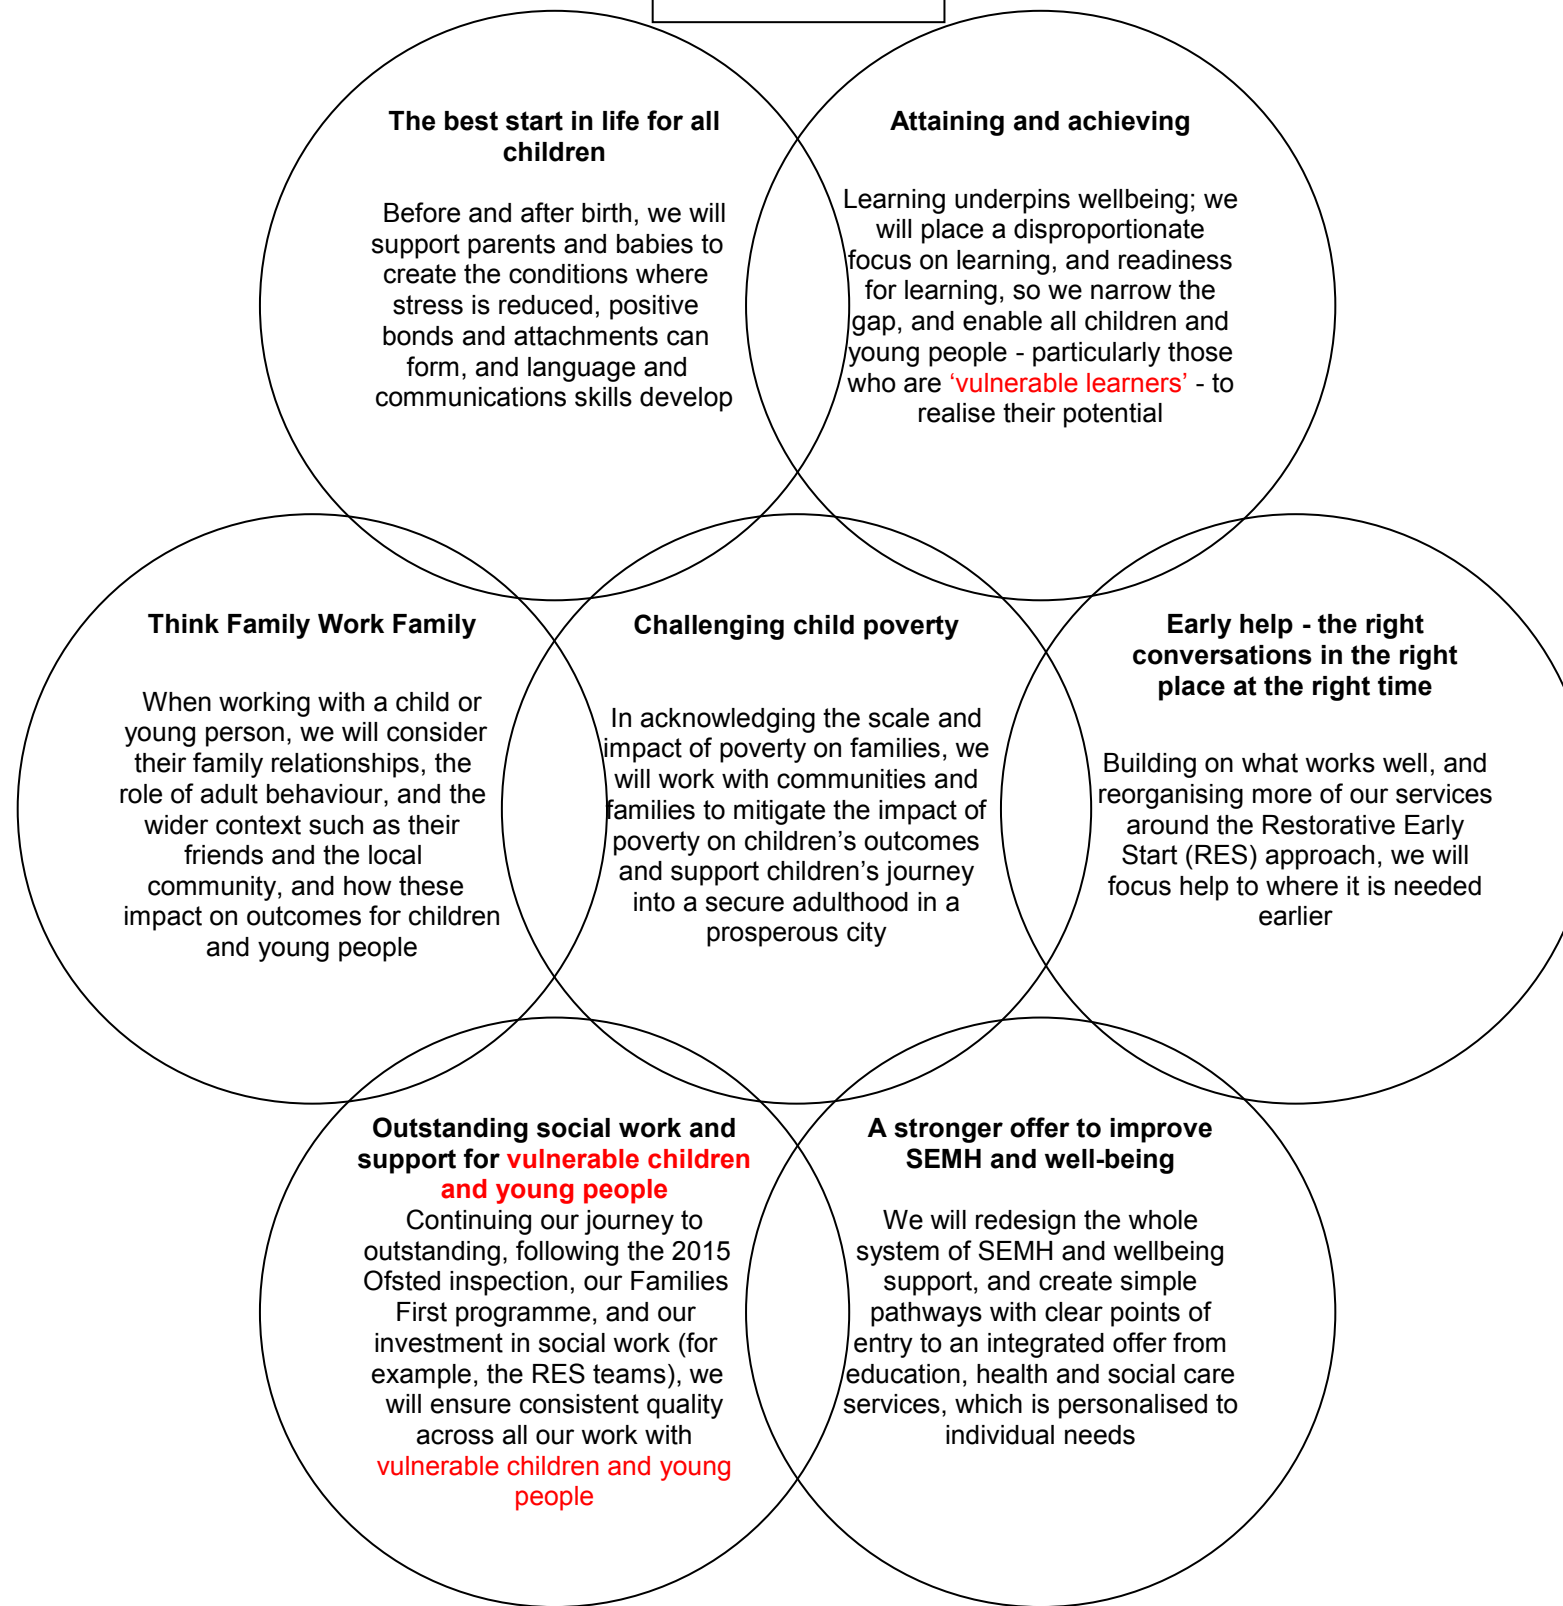 The best start in life for all
children
Before and after birth, we will
support parents and babies to
create the conditions where
stress is reduced, positive
bonds and attachments can
form, and language and
communications skills develop
Attaining and achieving
Learning underpins wellbeing; we
will place a disproportionate
focus on learning, and readiness
for learning, so we narrow the
gap, and enable all children and
young people - particularly those
who are ‘vulnerable learners’ - to
realise their potential
Think Family Work Family
When working with a child or
young person, we will consider
their family relationships, the
role of adult behaviour, and the
wider context such as their
friends and the local
community, and how these
impact on outcomes for children
and young people
Challenging child poverty
In acknowledging the scale and
impact of poverty on families, we
will work with communities and
families to mitigate the impact of
poverty on children’s outcomes
and support children’s journey
into a secure adulthood in a
prosperous city
Early help - the right
conversations in the right
place at the right time
Building on what works well, and
reorganising more of our services
around the Restorative Early
Start (RES) approach, we will
focus help to where it is needed
earlier
Outstanding social work and
support for vulnerable children
and young people
Continuing our journey to
outstanding, following the 2015
Ofsted inspection, our Families
First programme, and our
investment in social work (for
example, the RES teams), we
will ensure consistent quality
across all our work with
vulnerable children and young
people
A stronger offer to improve
SEMH and well-being
We will redesign the whole
system of SEMH and wellbeing
support, and create simple
pathways with clear points of
entry to an integrated offer from
education, health and social care
services, which is personalised to
individual needs